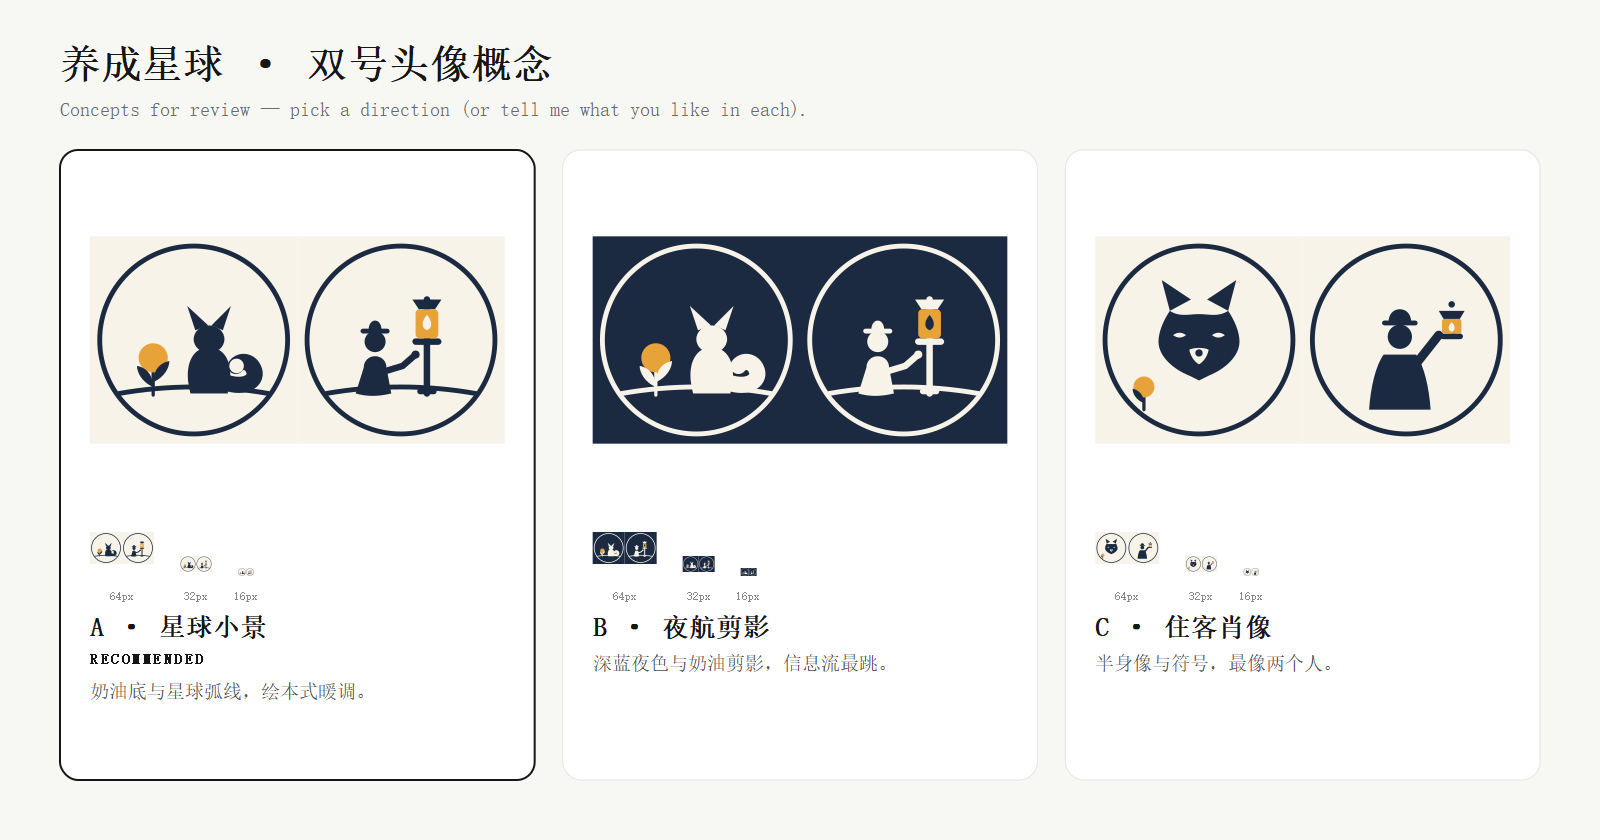 养成星球 • 双号头像概念
Concepts for review — pick a direction (or tell me what you like in each).
64px 32px 16px
A • 星球小景
RECOMMENDED
奶油底与星球弧线，绘本式暖调。
64px 32px 16px
B • 夜航剪影
深蓝夜色与奶油剪影，信息流最跳。
64px 32px 16px
C • 住客肖像
半身像与符号，最像两个人。